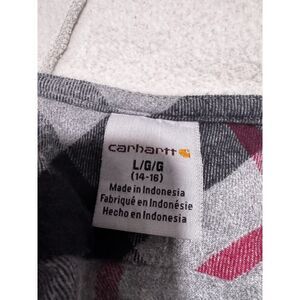 carhartt
L/G/G
(14-16)
Made in Indonesia
Fabriqué en Indonésie
Hecho en Indonesia